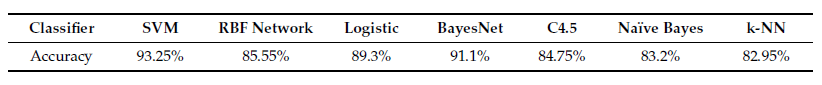 Classifier SVM RBF Network Logistic BayesNet C4.5 Naïve Bayes k-NN
Accuracy 93.25% 85.55% 89.3% 91.1% 84.75% 83.2% 82.95%